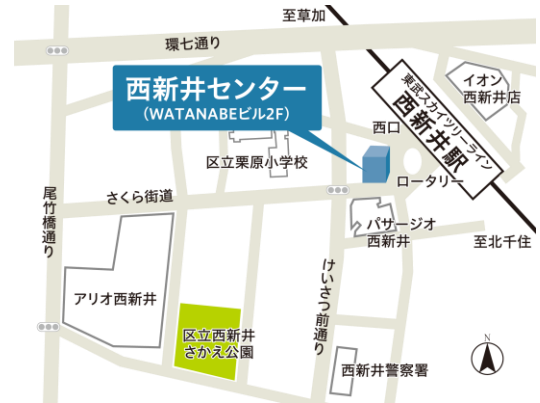 至草加
環七通り
西新井センター
(WATANABEビル2F)
イオン
西新井店
東武スカイツリーライン
西新井駅
西口
区立栗原小学校
ロータリー
さくら街道
尾竹橋通り
パサージオ
西新井
至北千住
アリオ西新井
けいさつ前通り
区立西新井
さかえ公園
西新井警察署
N